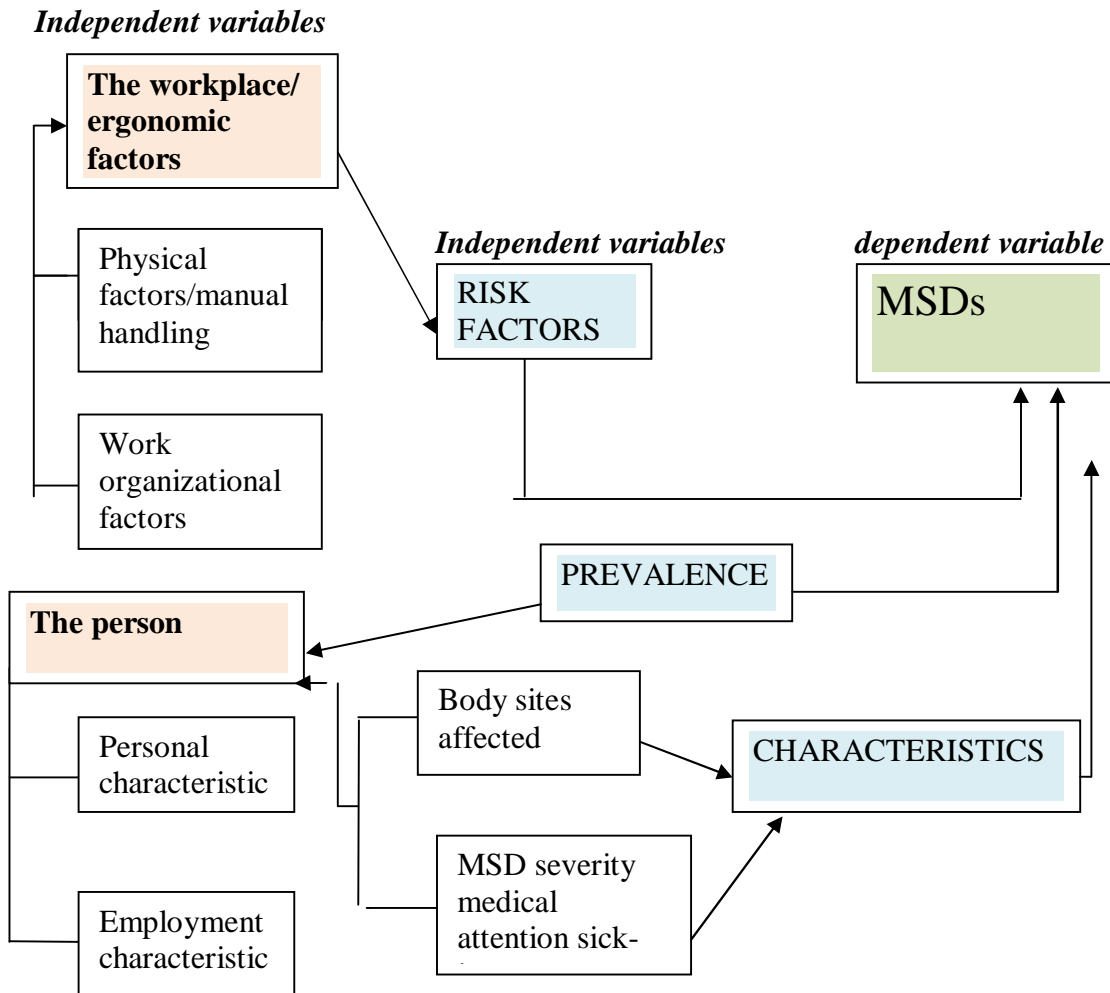 Independent variables
The workplace/
ergonomic
factors
Physical
factors/manual
handling
Work
organizational
factors
Independent variables
RISK
FACTORS
dependent variable
MSDs
PREVALENCE
The person
Personal
characteristic
Employment
characteristic
Body sites
affected
MSD severity
medical
attention sick-
CHARACTERISTICS